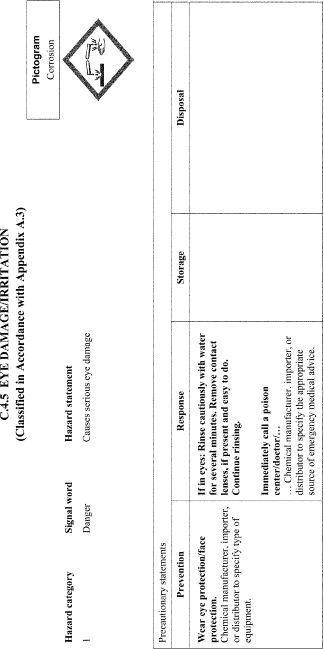 C.4.5 EYE DAMAGE/IRRITATION
(Classified in Accordance with Appendix A.3)
Pictogram
Corrosion
Hazard category
Signal word
Hazard statement
1
Danger
Causes serious eye damage
Precautionary statements
Prevention
Response
Storage
Disposal
Wear eye protection/face
protection.
Chemical manufacturer, importer,
or distributor to specify type of
equipment.
If in eyes: Rinse cautiously with water
for several minutes. Remove contact
lenses, if present and easy to do.
Continue rinsing.
Immediately call a poison
center/doctor/…
… Chemical manufacturer, importer, or
distributor to specify the appropriate
source of emergency medical advice.